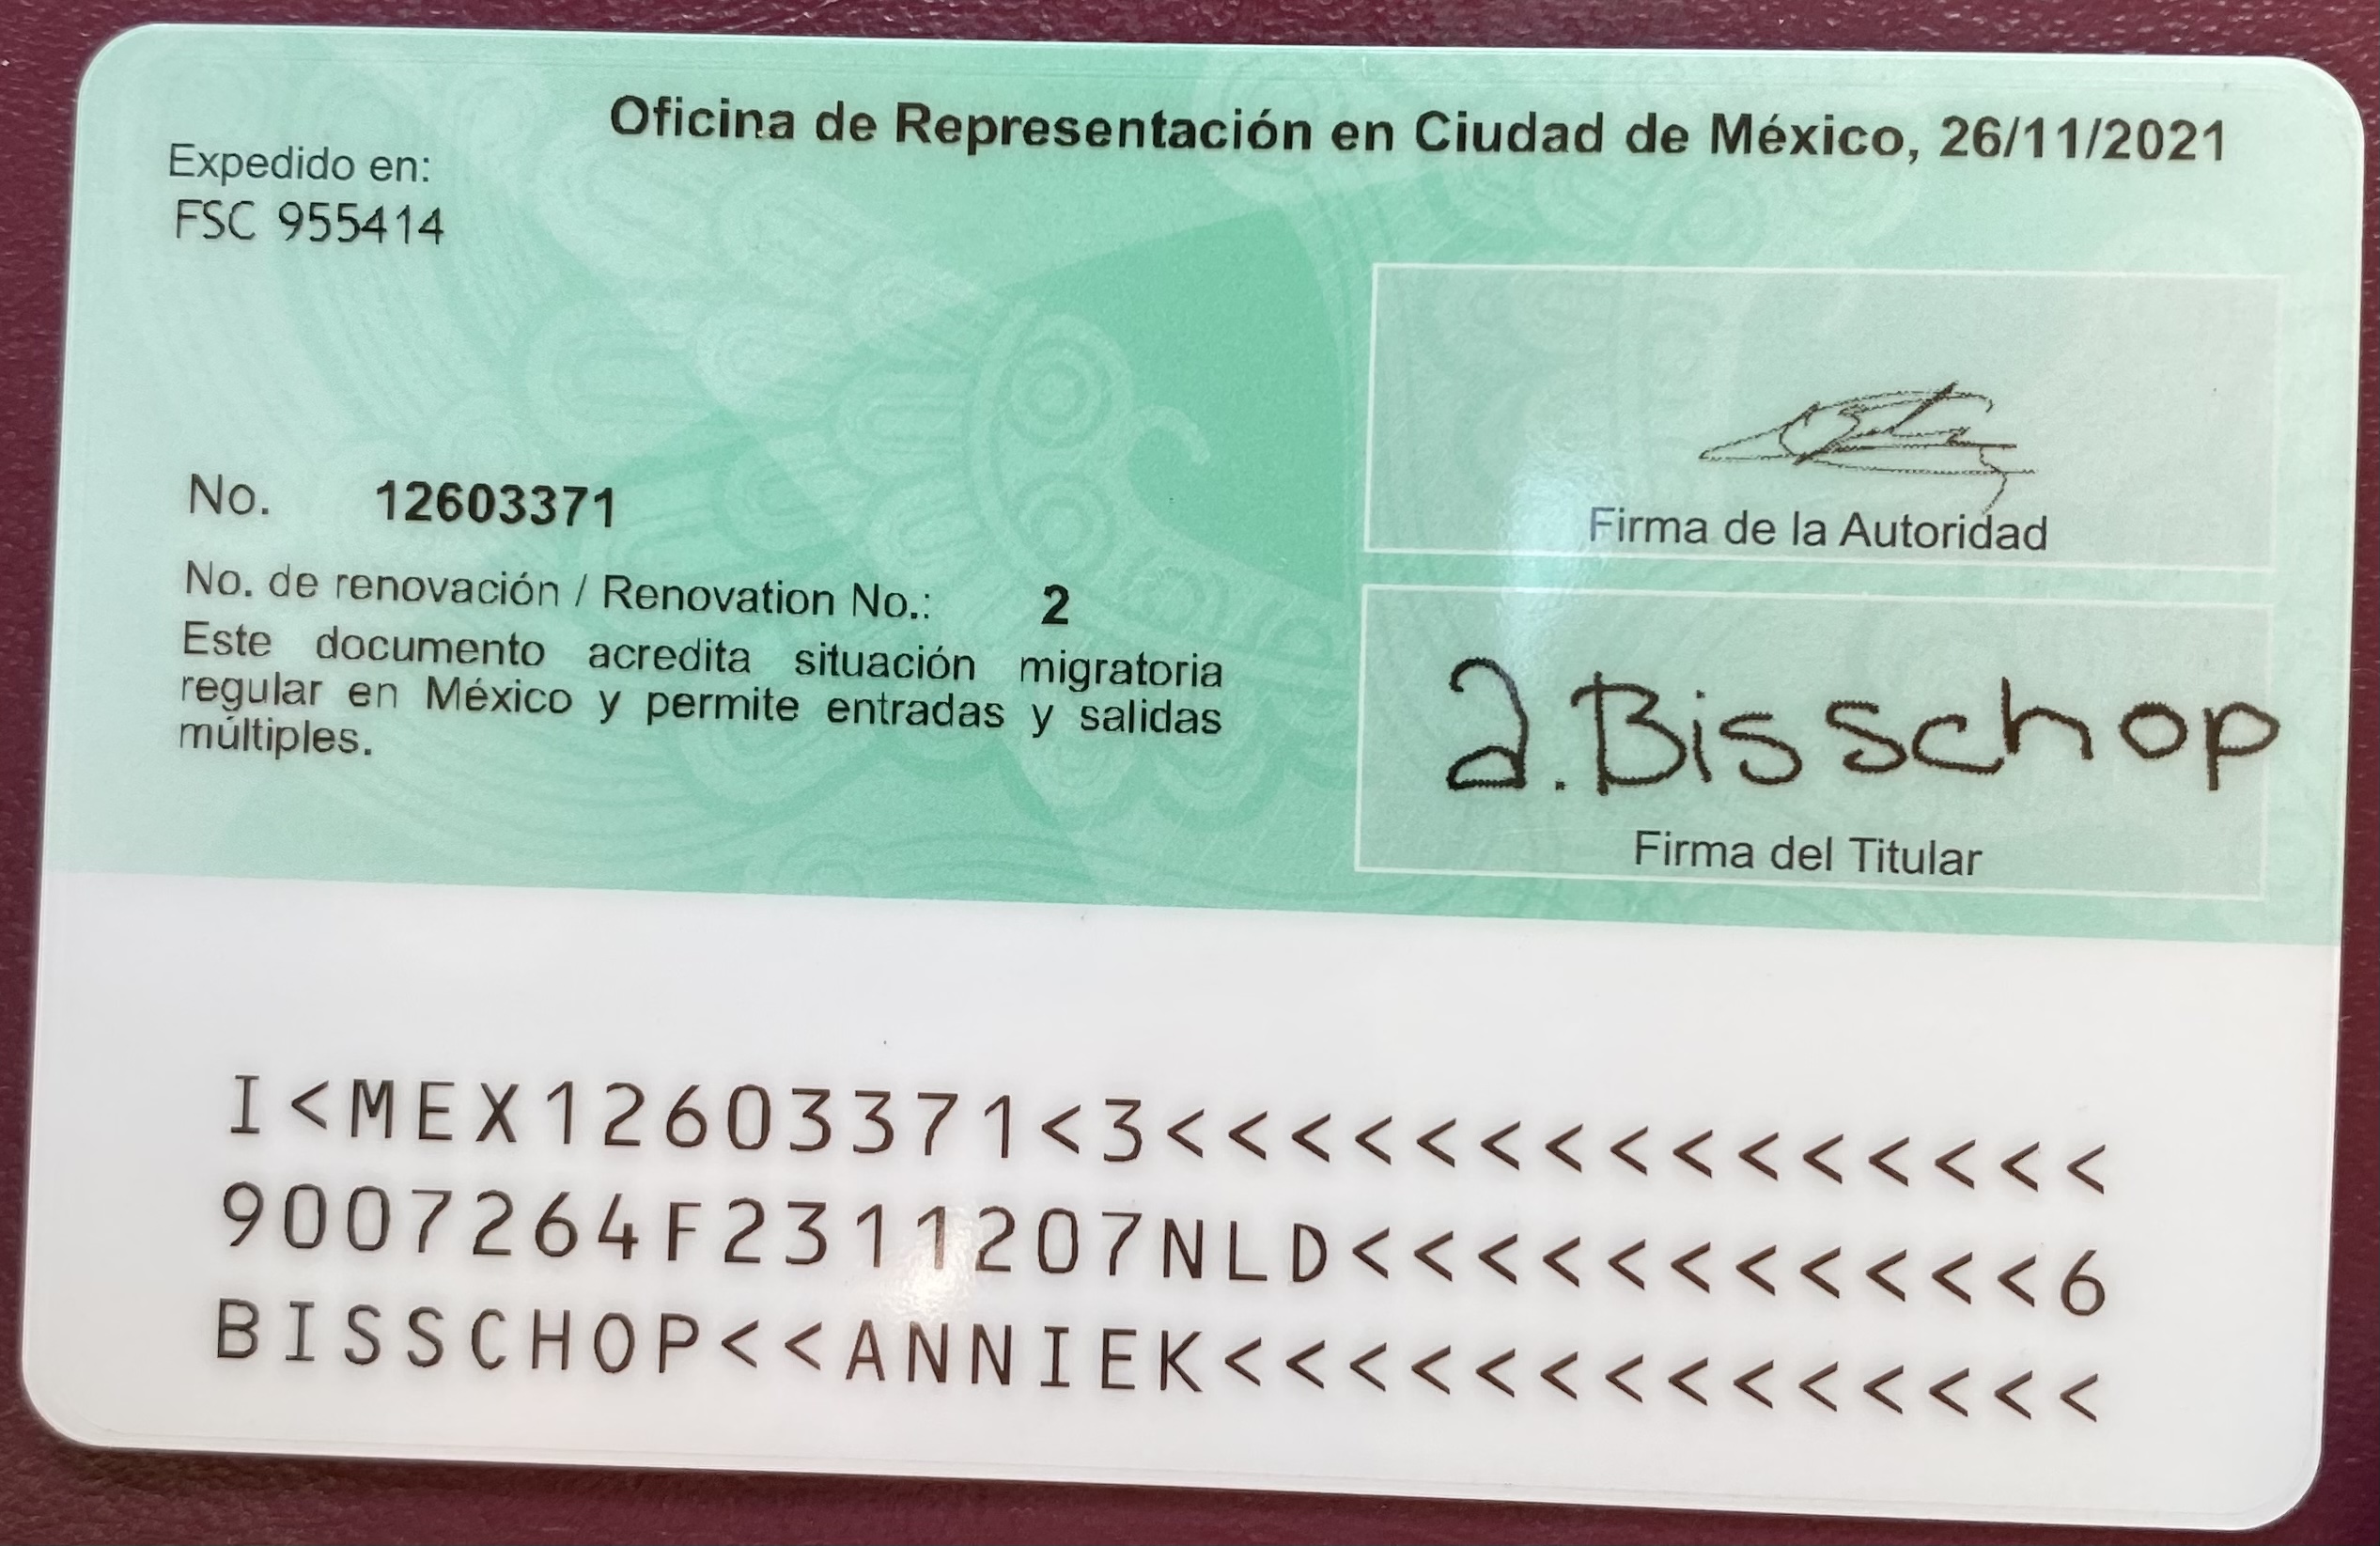 Oficina de Representación en Ciudad de México, 26/11/2021
Expedido en:
FSC 955414
No. 12603371
No. de renovación / Renovation No.: 2
Este documento acredita situación migratoria
regular en México y permite entradas y salidas
múltiples.
Firma de la Autoridad
a. Bisschop
Firma del Titular
I<MEX12603371<3<<<<<<<<<<<<<<<
9007264F2311207NLD<<<<<<<<<<<6
BISSCHOP<<ANNIEK<<<<<<<<<<<<<<